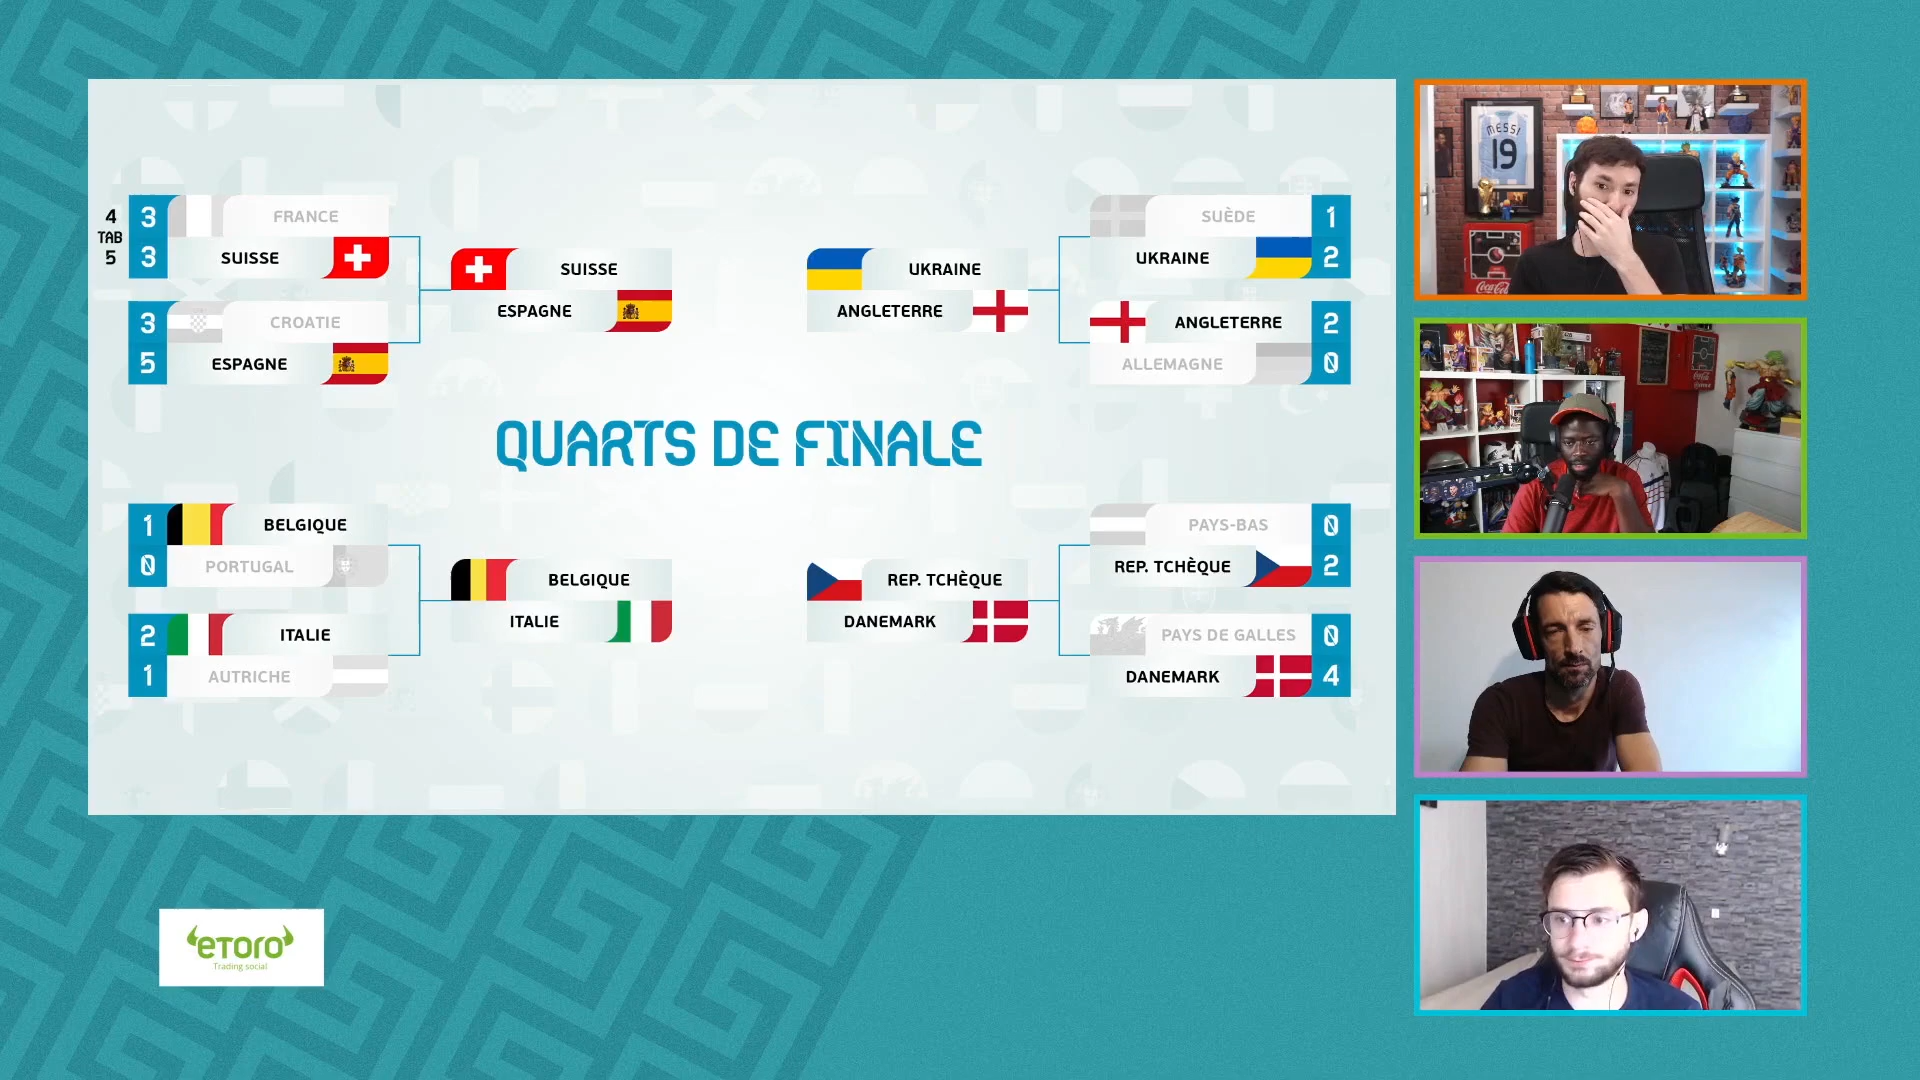 4
TAB
5
3
FRANCE
3
SUISSE
3
CROATIE
5
ESPAGNE
SUISSE
ESPAGNE
UKRAINE
ANGLETERRE
SUÈDE
1
UKRAINE
2
ANGLETERRE
2
ALLEMAGNE
0
QUARTS DE FINALE
1
BELGIQUE
0
PORTUGAL
2
ITALIE
1
AUTRICHE
BELGIQUE
ITALIE
REP. TCHÈQUE
DANEMARK
PAYS-BAS
0
REP. TCHÈQUE
2
PAYS DE GALLES
0
DANEMARK
4
etoro
Trading social
MESSI
19
Coca-Cola